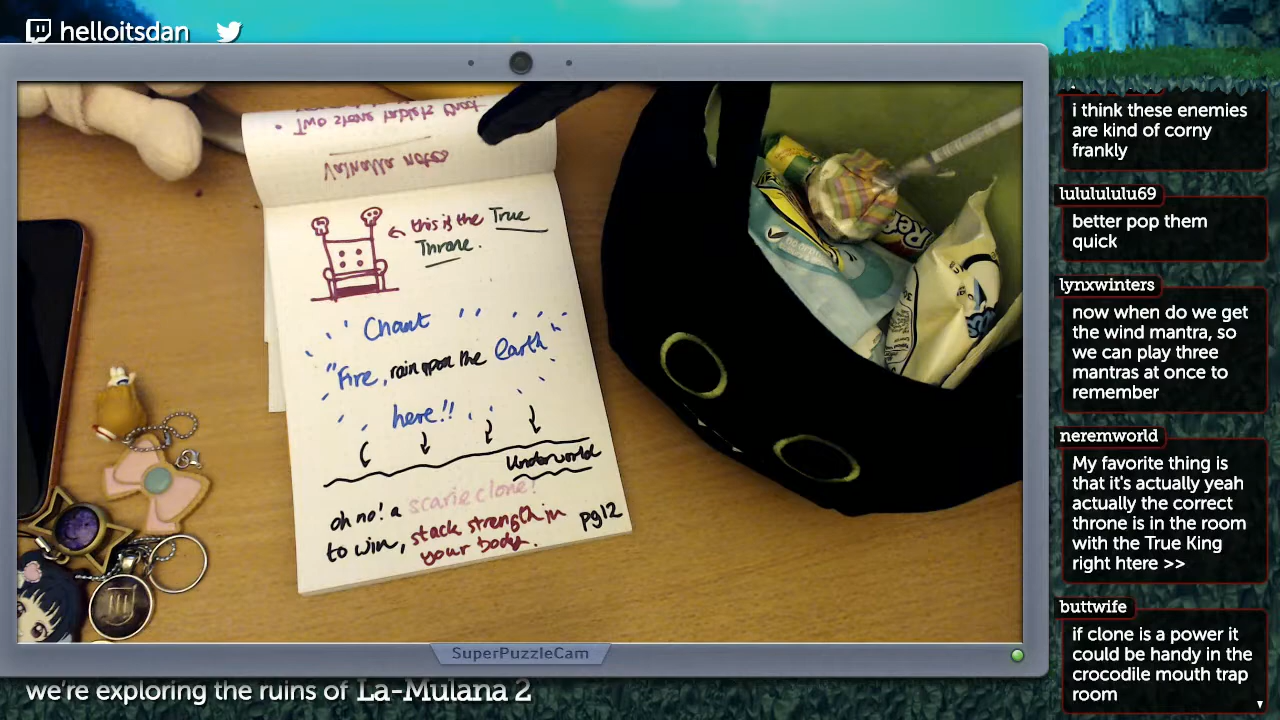 helloitsdan
• Two stone tablets that
Valhalla notes
← this is the True
Throne.
Chant
"Fire, rain upon the earth"
here!!
Underworld
oh no! a scarie clone!
to win, stack strength in
your body.
pg12
SuperPuzzleCam
we're exploring the ruins of La-Mulana 2
i think these enemies
are kind of corny
frankly
lulululululu69
better pop them
quick
lynxwinters
now when do we get
the wind mantra, so
we can play three
mantras at once to
remember
neremworld
My favorite thing is
that it's actually yeah
actually the correct
throne is in the room
with the True King
right htere >>
buttwife
if clone is a power it
could be handy in the
crocodile mouth trap
room